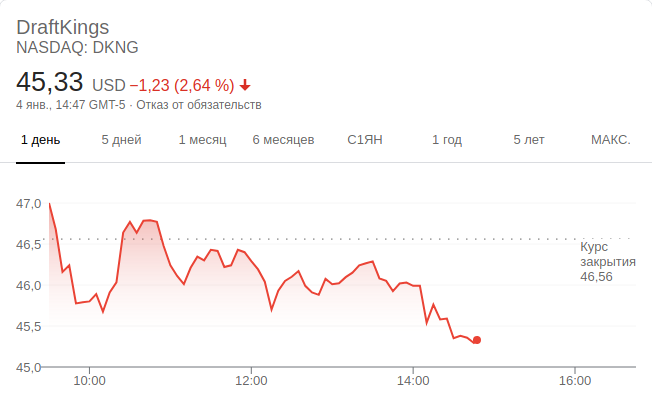 DraftKings
NASDAQ: DKNG
45,33 USD −1,23 (2,64 %)
4 янв., 14:47 GMT-5 · Отказ от обязательств
1 день 5 дней 1 месяц 6 месяцев С1ЯН 1 год 5 лет МАКС.
47,0
46,5
Курс
закрытия
46,56
46,0
45,5
45,0
10:00 12:00 14:00 16:00